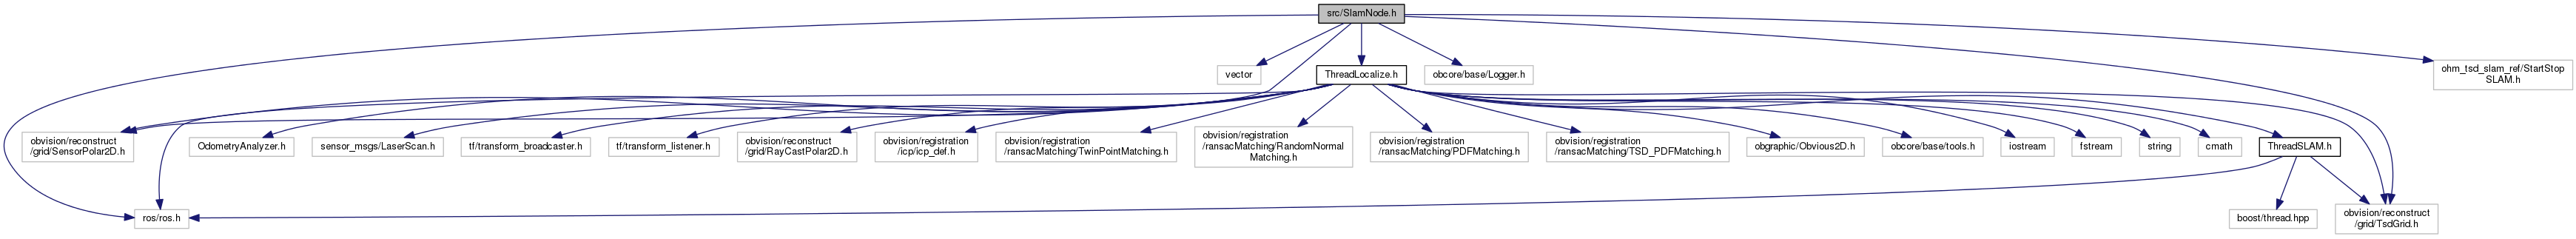 src/SlamNode.h
vector
ThreadLocalize.h
obcore/base/Logger.h
ohm_tsd_slam_ref/StartStop
SLAM.h
obvision/reconstruct
/grid/SensorPolar2D.h
OdometryAnalyzer.h
sensor_msgs/LaserScan.h
tf/transform_broadcaster.h
tf/transform_listener.h
obvision/reconstruct
/grid/RayCastPolar2D.h
obvision/registration
/icp/icp_def.h
obvision/registration
/ransacMatching/TwinPointMatching.h
obvision/registration
/ransacMatching/RandomNormal
Matching.h
obvision/registration
/ransacMatching/PDFMatching.h
obvision/registration
/ransacMatching/TSD_PDFMatching.h
obgraphic/Obvious2D.h
obcore/base/tools.h
iostream
fstream
string
cmath
ThreadSLAM.h
ros/ros.h
boost/thread.hpp
obvision/reconstruct
/grid/TsdGrid.h